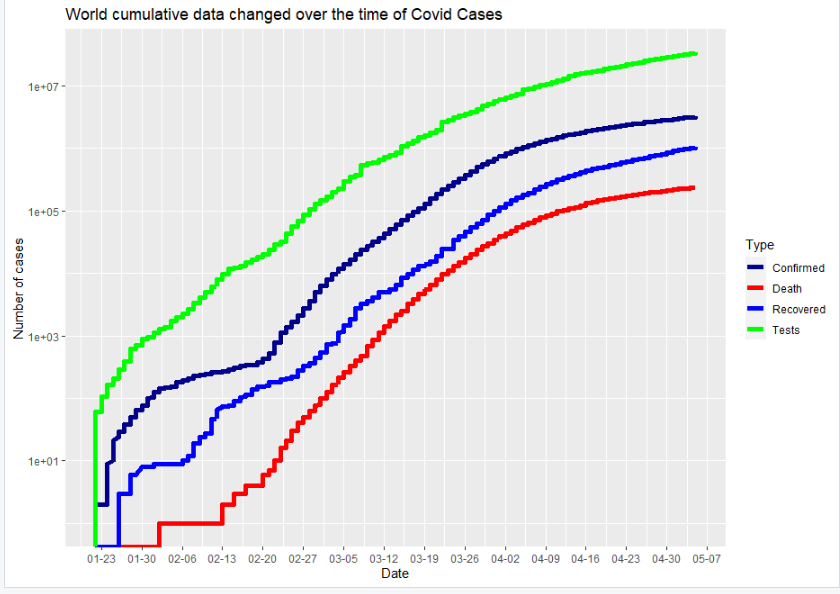 World cumulative data changed over the time of Covid Cases
Number of cases
1e+07
1e+05
1e+03
1e+01
01-23 01-30 02-06 02-13 02-20 02-27 03-05 03-12 03-19 03-26 04-02 04-09 04-16 04-23 04-30 05-07
Date
Type
Confirmed
Death
Recovered
Tests